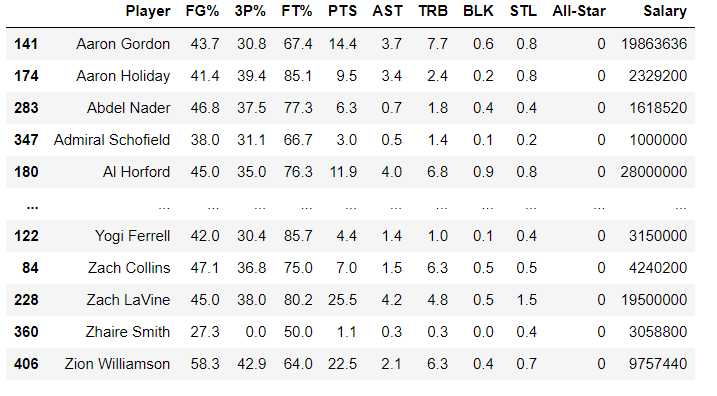 Player FG% 3P% FT% PTS AST TRB BLK STL All-Star Salary
141 Aaron Gordon 43.7 30.8 67.4 14.4 3.7 7.7 0.6 0.8 0 19863636
174 Aaron Holiday 41.4 39.4 85.1 9.5 3.4 2.4 0.2 0.8 0 2329200
283 Abdel Nader 46.8 37.5 77.3 6.3 0.7 1.8 0.4 0.4 0 1618520
347 Admiral Schofield 38.0 31.1 66.7 3.0 0.5 1.4 0.1 0.2 0 1000000
180 Al Horford 45.0 35.0 76.3 11.9 4.0 6.8 0.9 0.8 0 28000000
... ... ... ... ... ... ... ... ... ... ... ...
122 Yogi Ferrell 42.0 30.4 85.7 4.4 1.4 1.0 0.1 0.4 0 3150000
84 Zach Collins 47.1 36.8 75.0 7.0 1.5 6.3 0.5 0.5 0 4240200
228 Zach LaVine 45.0 38.0 80.2 25.5 4.2 4.8 0.5 1.5 0 19500000
360 Zhaire Smith 27.3 0.0 50.0 1.1 0.3 0.3 0.0 0.4 0 3058800
406 Zion Williamson 58.3 42.9 64.0 22.5 2.1 6.3 0.4 0.7 0 9757440